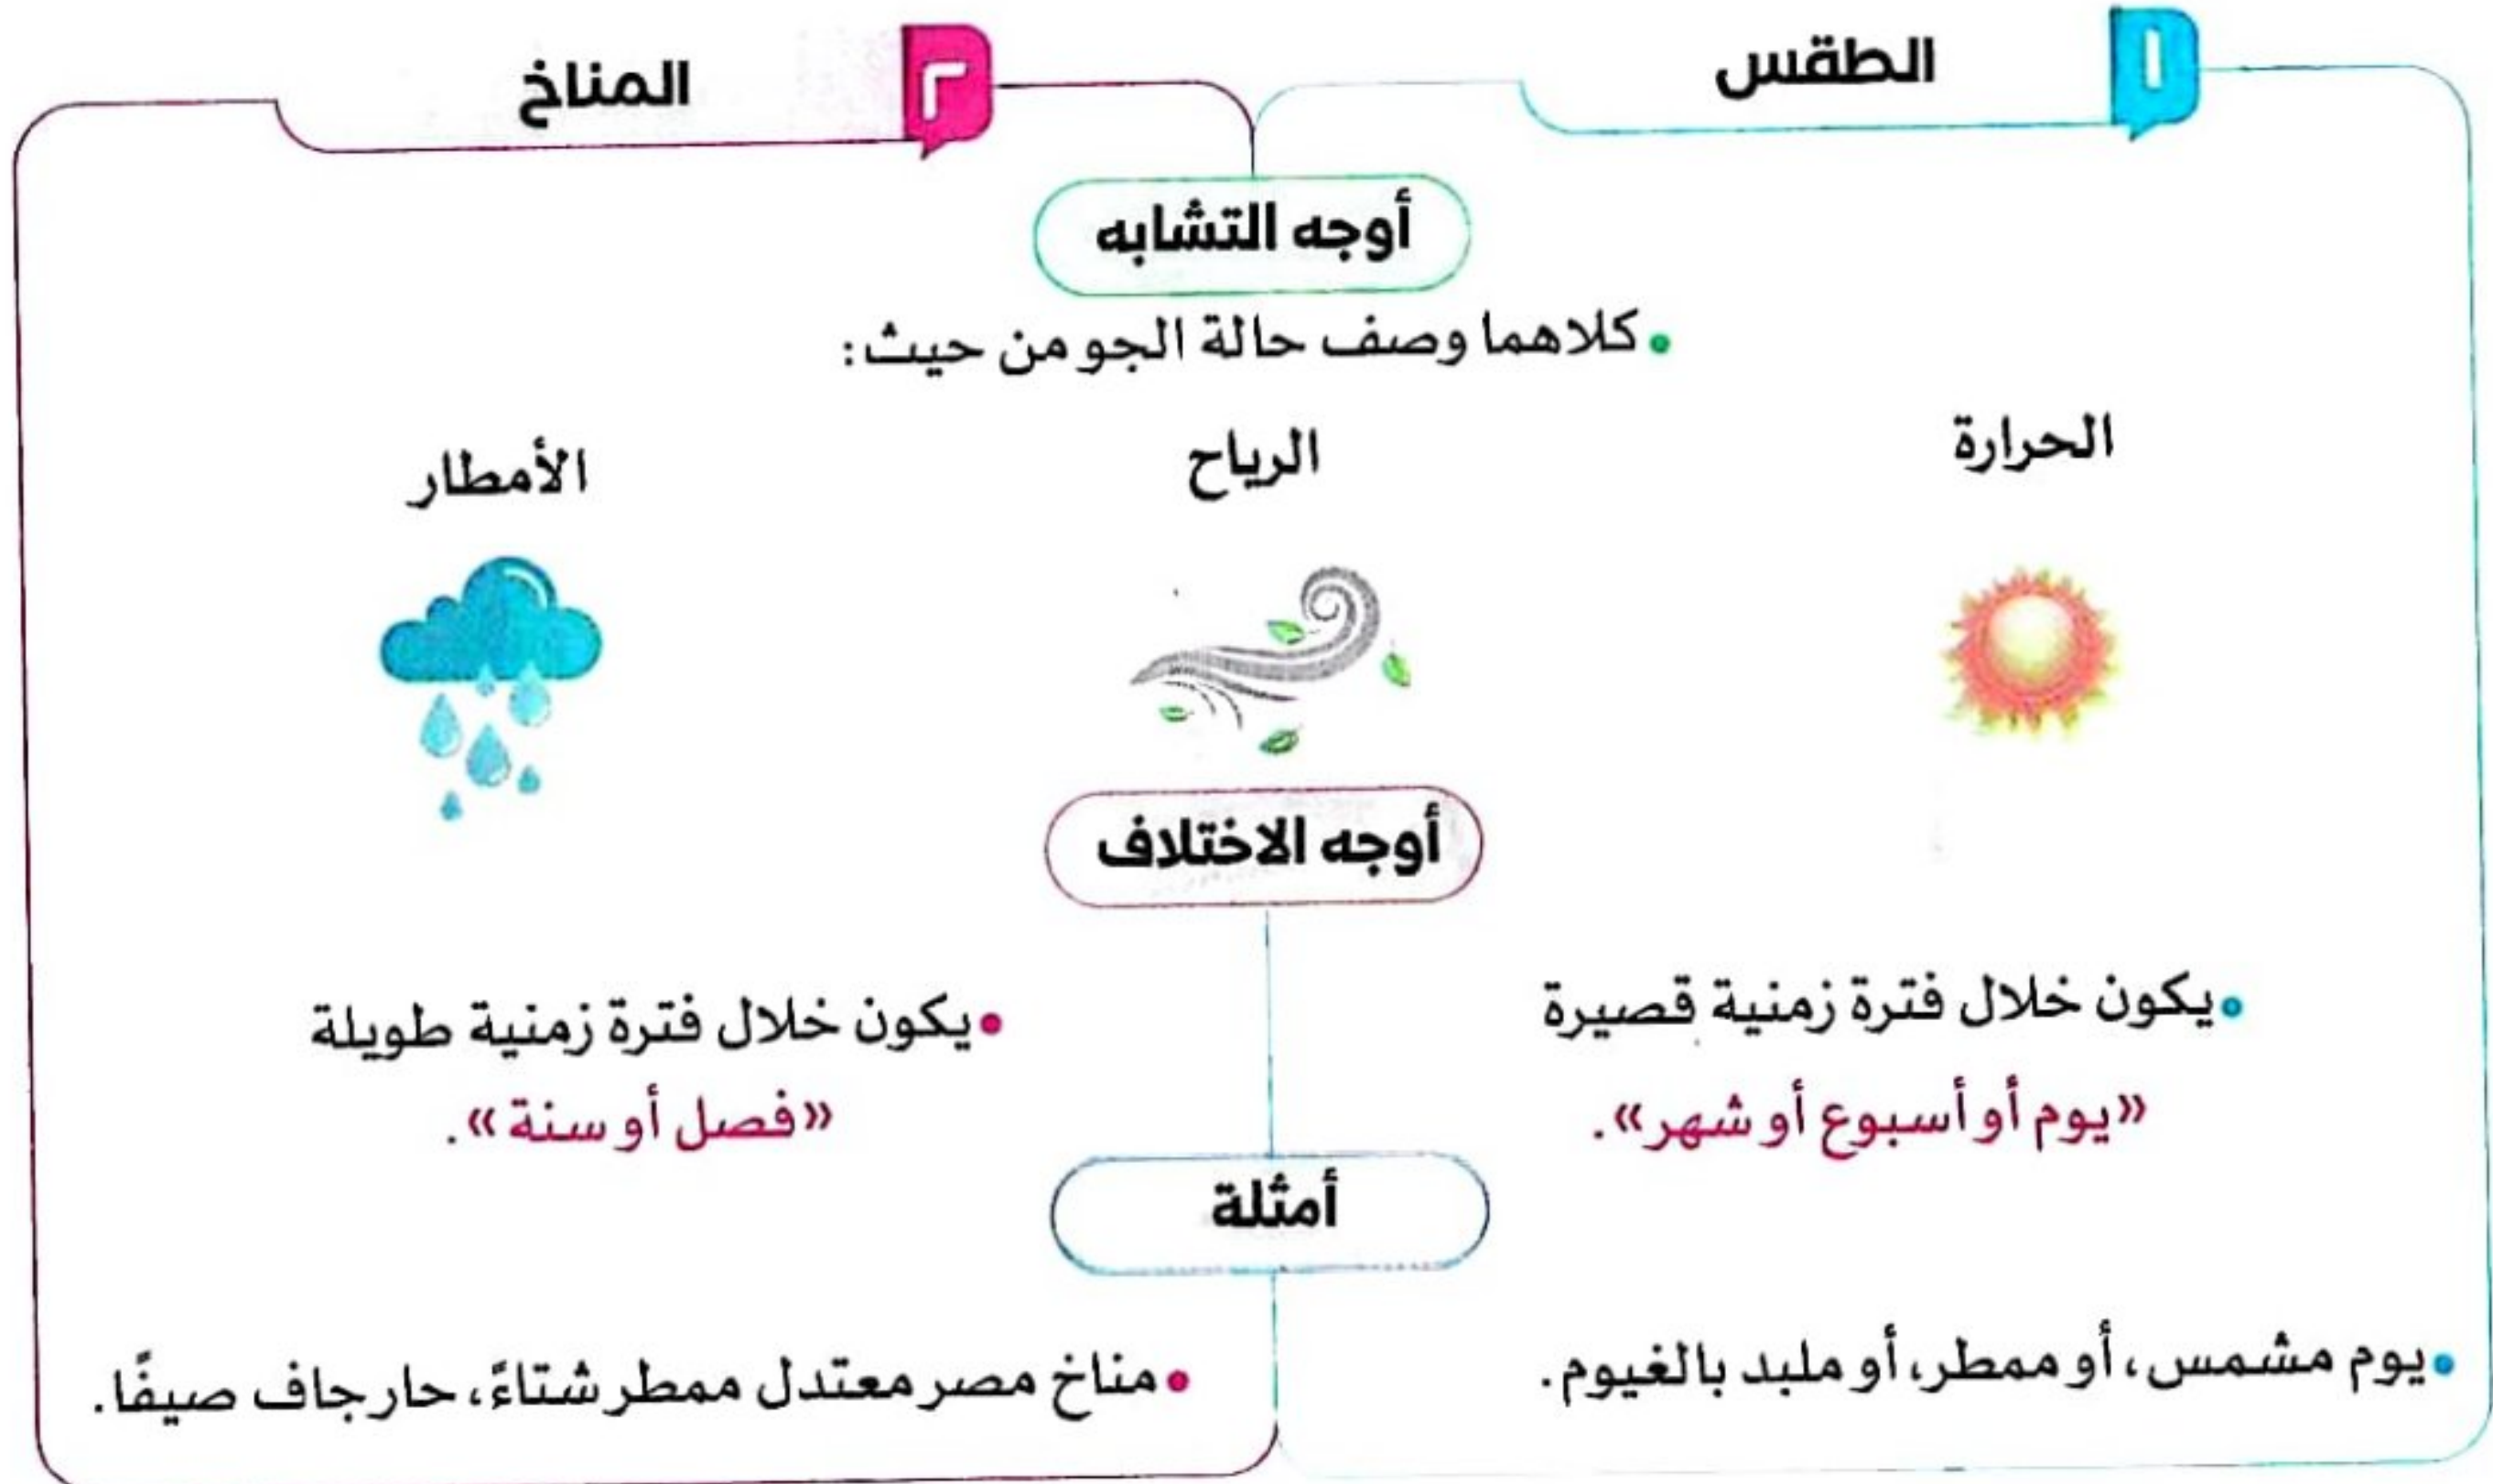 ١ الطقس
٢ المناخ
أوجه التشابه
• كلاهما وصف حالة الجو من حيث:
الحرارة
الرياح
الأمطار
أوجه الاختلاف
• يكون خلال فترة زمنية قصيرة
«يوم أو أسبوع أو شهر».
• يكون خلال فترة زمنية طويلة
«فصل أو سنة».
أمثلة
• يوم مشمس، أو ممطر، أو ملبد بالغيوم.
• مناخ مصر معتدل ممطر شتاءً، حار جاف صيفًا.